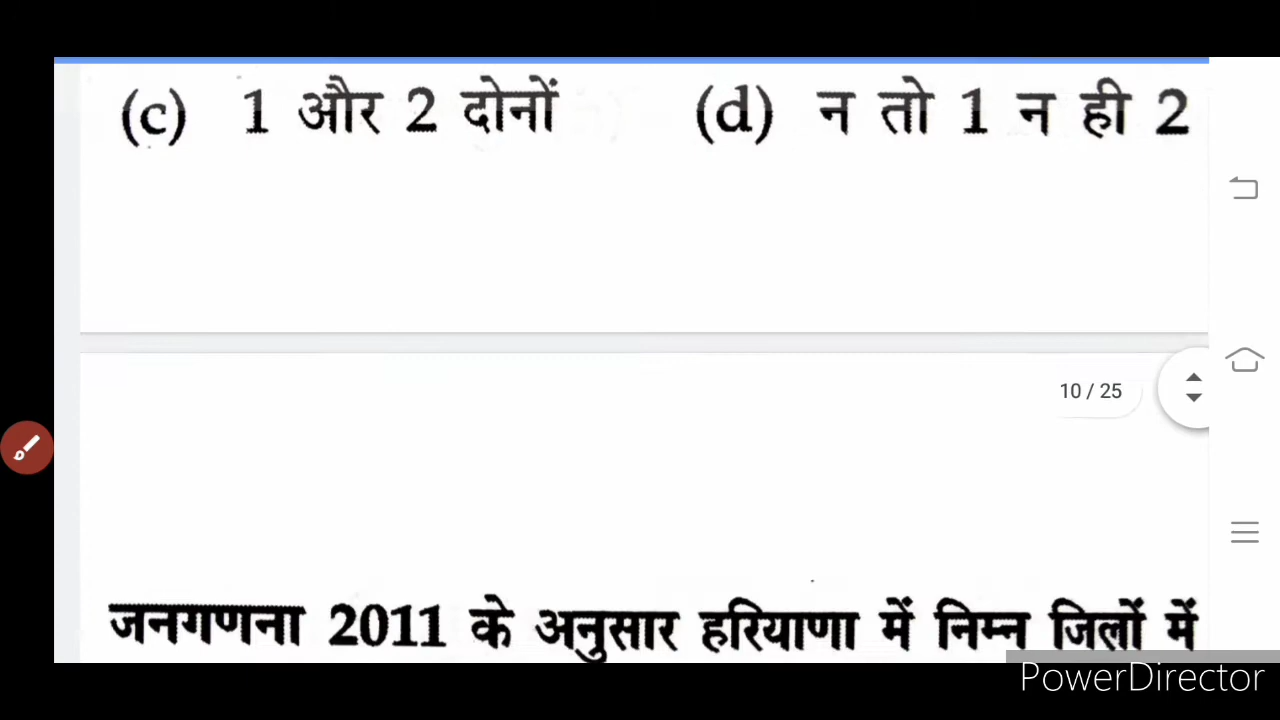 (c) 1 और 2 दोनों (d) न तो 1 न ही 2
10 / 25
जनगणना 2011 के अनुसार हरियाणा में निम्न जिलों में
PowerDirector